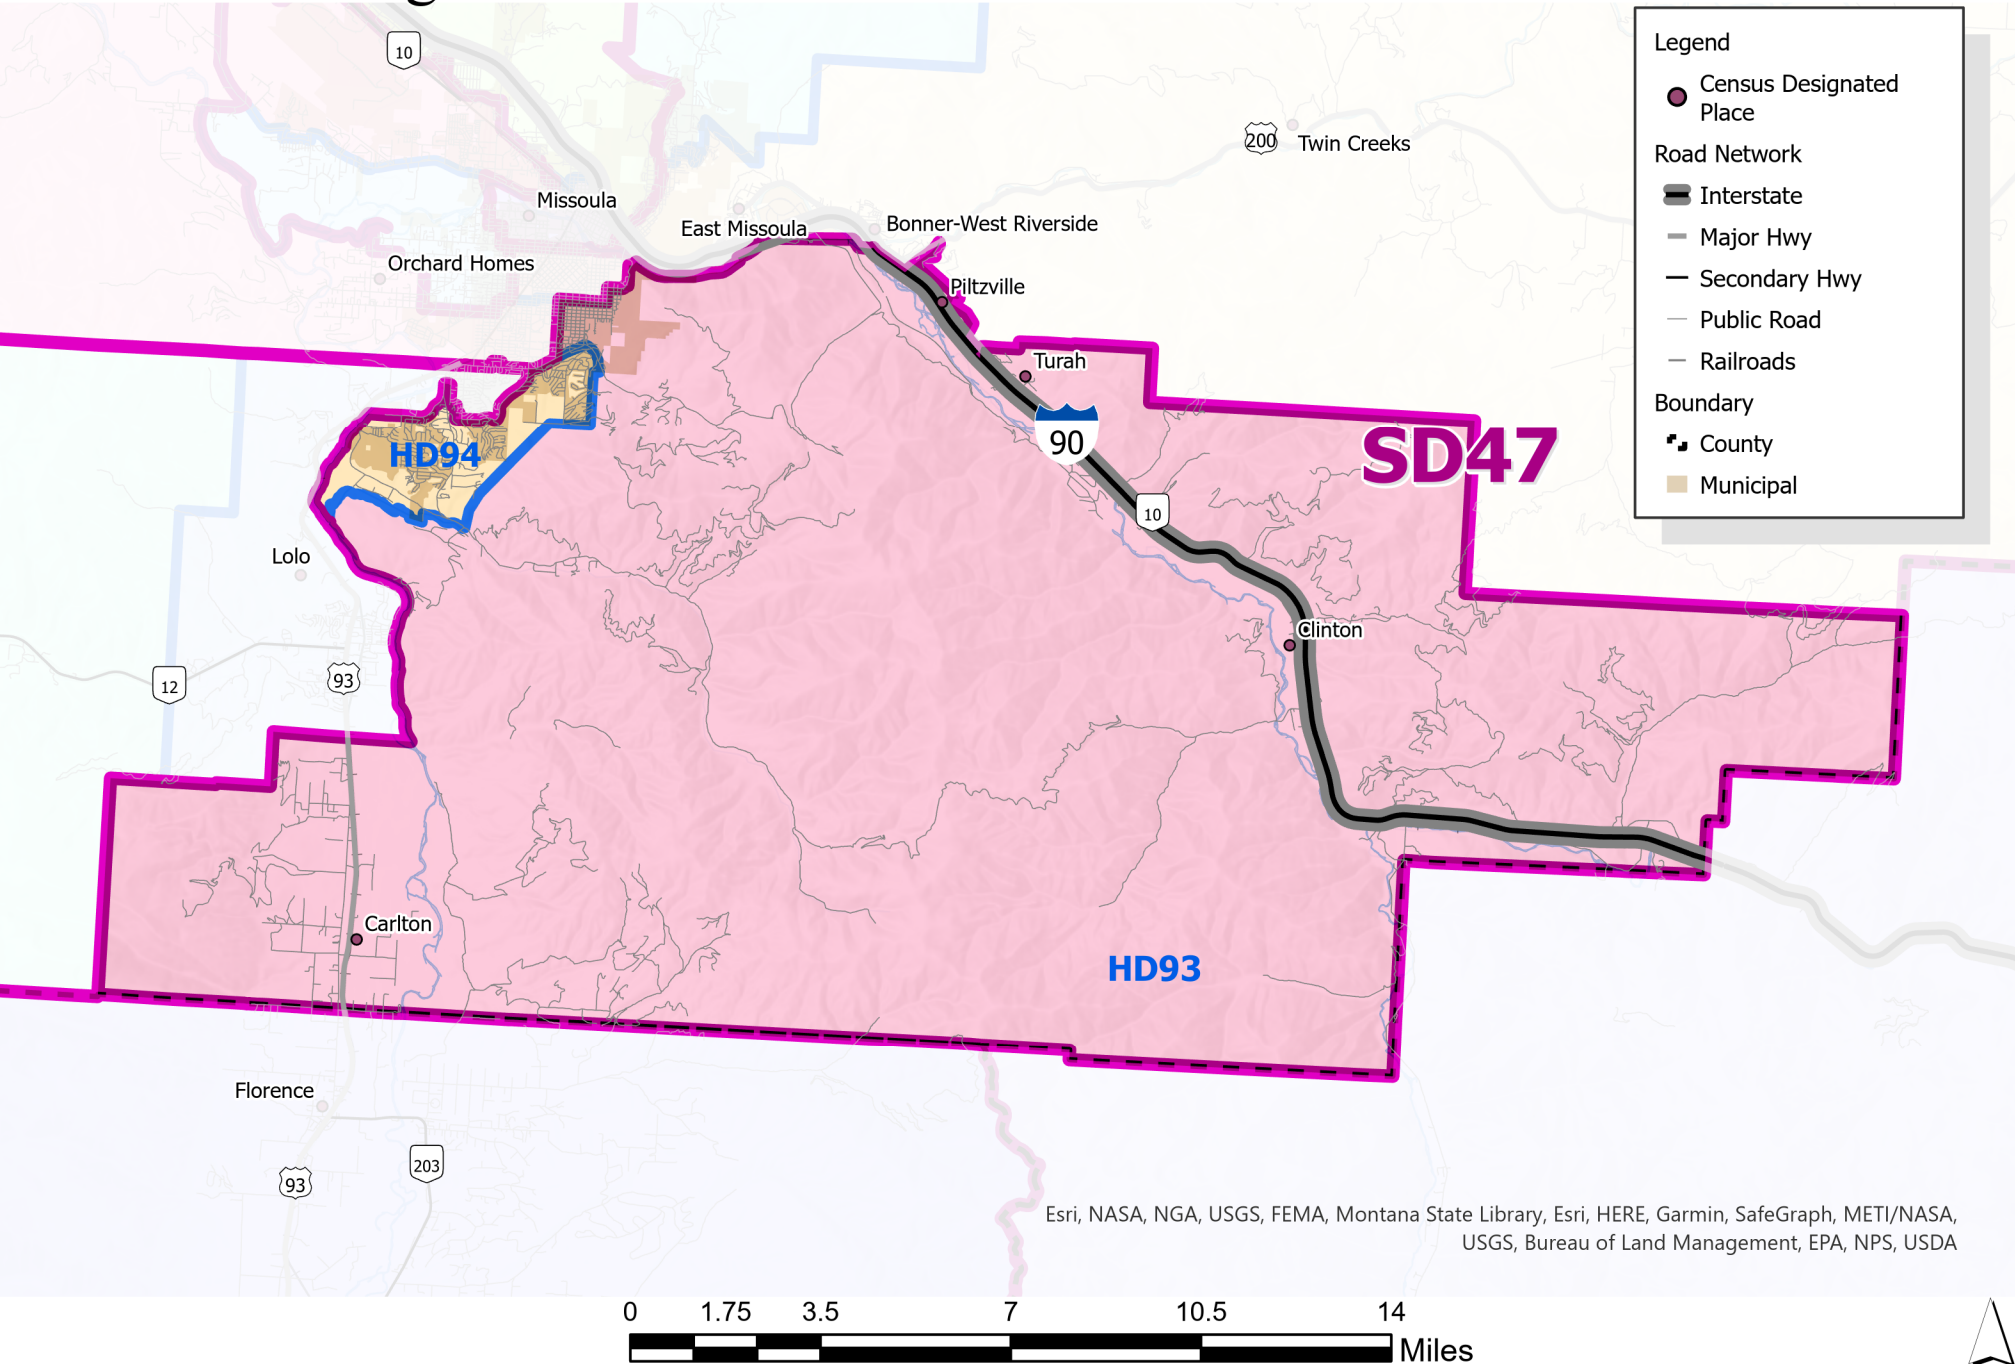 10
Missoula
East Missoula
Bonner-West Riverside
200
Twin Creeks
Orchard Homes
Piltzville
Turah
90
HD94
SD47
10
Lolo
Clinton
12
93
Carlton
HD93
Florence
93
203
Legend
Census Designated
Place
Road Network
Interstate
Major Hwy
Secondary Hwy
Public Road
Railroads
Boundary
County
Municipal
Esri, NASA, NGA, USGS, FEMA, Montana State Library, Esri, HERE, Garmin, SafeGraph, METI/NASA,
USGS, Bureau of Land Management, EPA, NPS, USDA
0 1.75 3.5 7 10.5 14
Miles